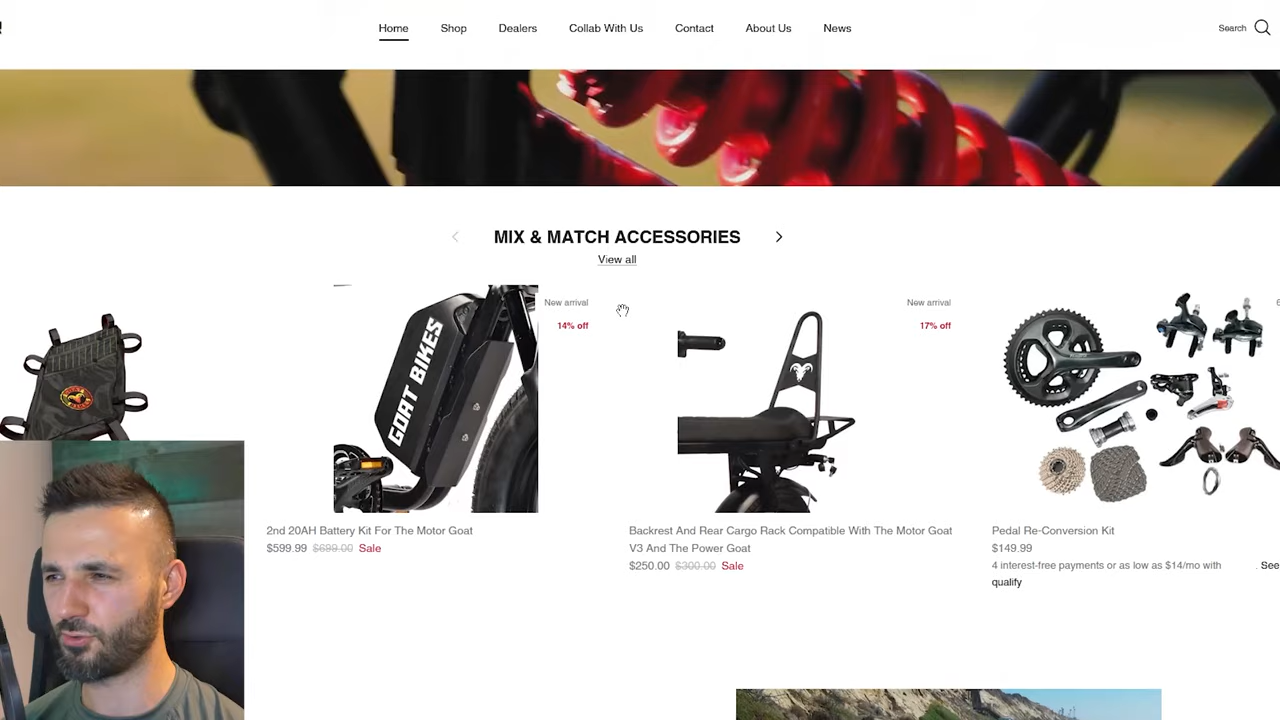 Home Shop Dealers Collab With Us Contact About Us News
Search
MIX & MATCH ACCESSORIES
View all
New arrival
14% off
New arrival
17% off
GOAT BIKES
2nd 20AH Battery Kit For The Motor Goat
$599.99 $699.00 Sale
Backrest And Rear Cargo Rack Compatible With The Motor Goat
V3 And The Power Goat
$250.00 $300.00 Sale
Pedal Re-Conversion Kit
$149.99
4 interest-free payments or as low as $14/mo with . See
qualify